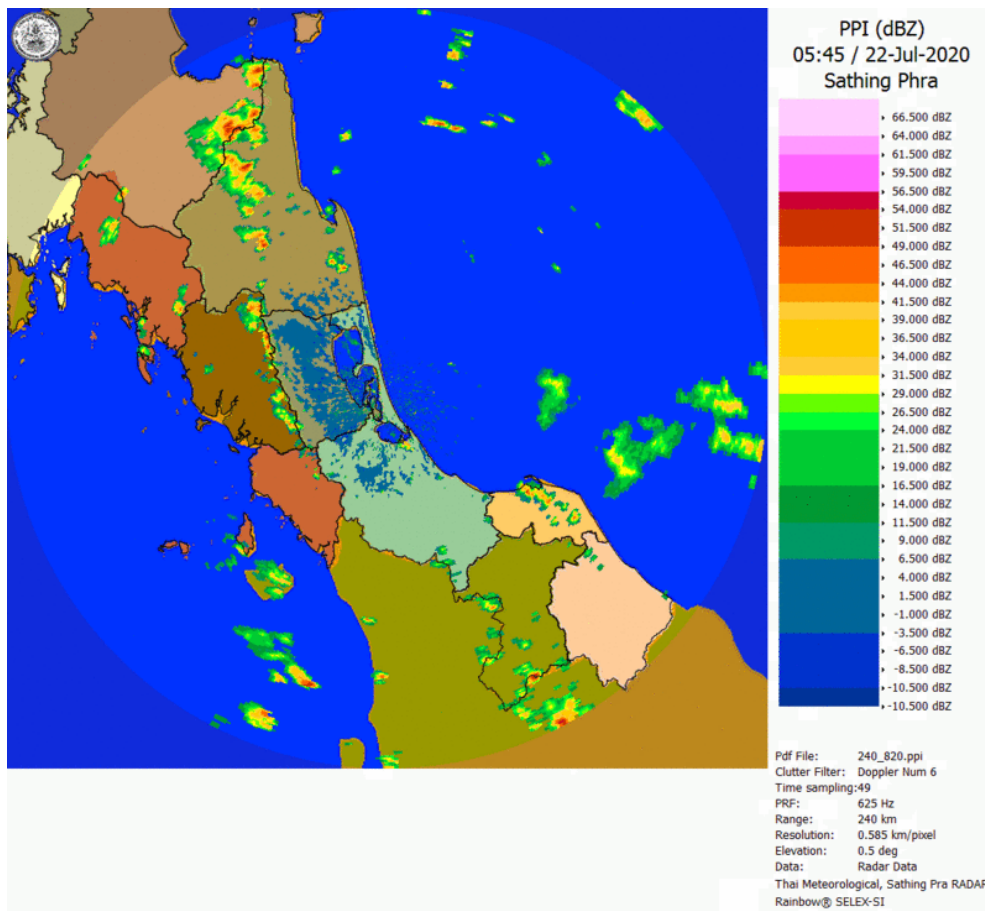 PPI (dBZ)
05:45 / 22-Jul-2020
Sathing Phra
66.500 dBZ
64.000 dBZ
61.500 dBZ
59.500 dBZ
56.500 dBZ
54.000 dBZ
51.500 dBZ
49.000 dBZ
46.500 dBZ
44.000 dBZ
41.500 dBZ
39.000 dBZ
36.500 dBZ
34.000 dBZ
31.500 dBZ
29.000 dBZ
26.500 dBZ
24.000 dBZ
21.500 dBZ
19.000 dBZ
16.500 dBZ
14.000 dBZ
11.500 dBZ
9.000 dBZ
6.500 dBZ
4.000 dBZ
1.500 dBZ
-1.000 dBZ
-3.500 dBZ
-6.500 dBZ
-8.500 dBZ
-10.500 dBZ
-10.500 dBZ
Pdf File: 240_820.ppi
Clutter Filter: Doppler Num 6
Time sampling:49
PRF: 625 Hz
Range: 240 km
Resolution: 0.585 km/pixel
Elevation: 0.5 deg
Data: Radar Data
Thai Meteorological, Sathing Pra RADAR
Rainbow® SELEX-SI